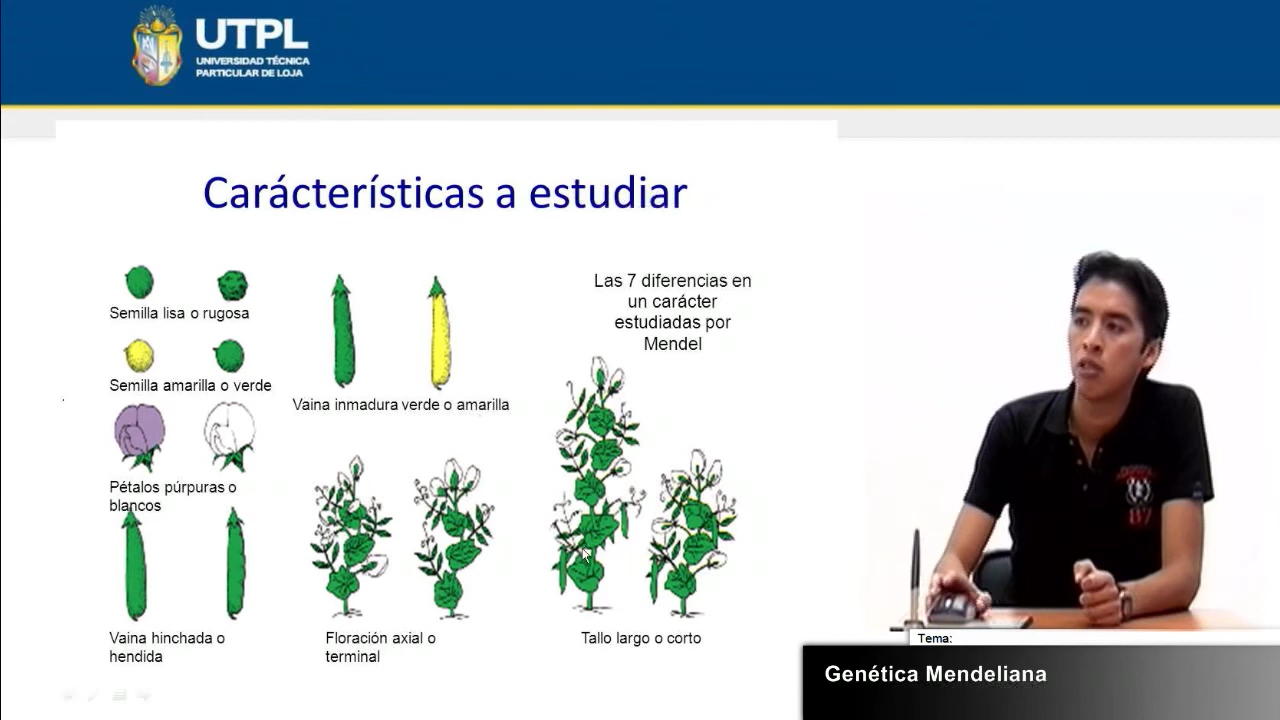 UTPL
UNIVERSIDAD TÉCNICA
PARTICULAR DE LOJA
Carácterísticas a estudiar
Semilla lisa o rugosa
Semilla amarilla o verde
Pétalos púrpuras o
blancos
Vaina hinchada o
hendida
Vaina inmadura verde o amarilla
Floración axial o
terminal
Las 7 diferencias en
un carácter
estudiadas por
Mendel
Tallo largo o corto
87
Tema:
Genética Mendeliana